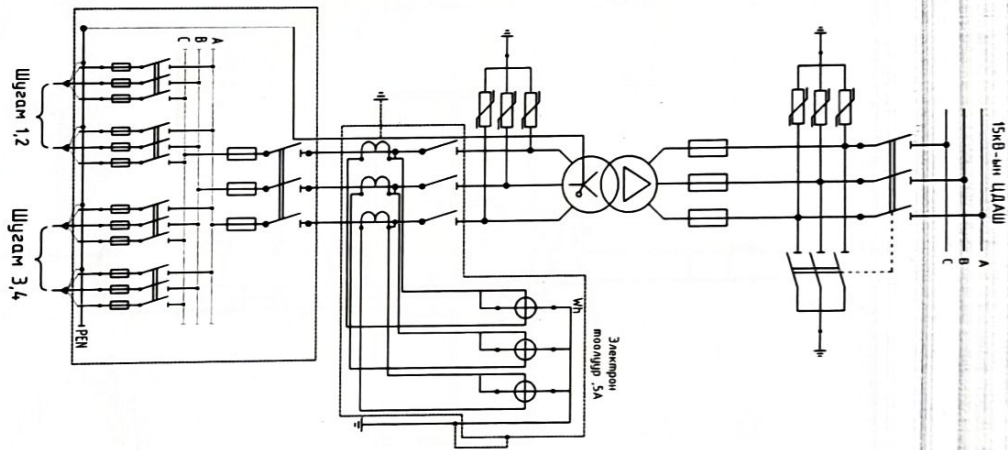 15кВ-ын ЦДАШ
A
B
C
Wh
Электрон
тоолуур ,5А
A
B
C
Шугам 1,2
Шугам 3,4
PEN